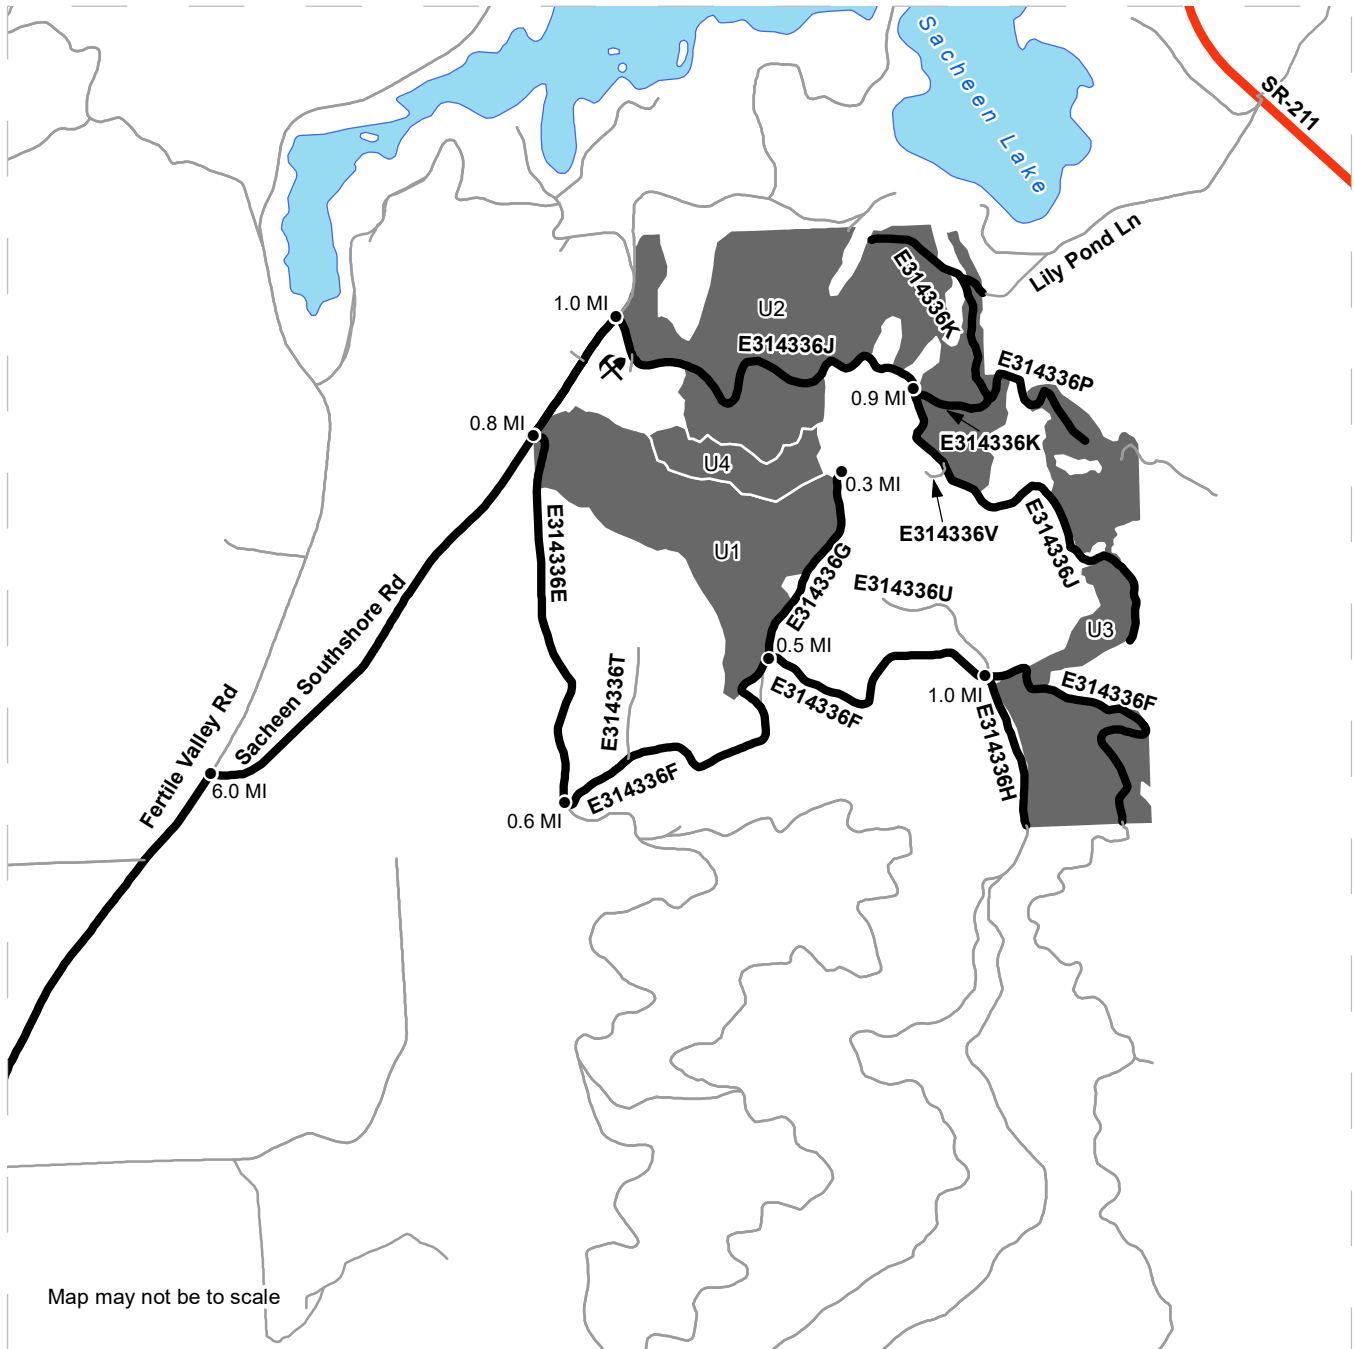 Sacheen Lake
SR-211
Lily Pond Ln
E314336K
1.0 MI
U2
E314336J
E314336P
0.9 MI
0.8 MI
E314336K
U4
0.3 MI
E314336V
E314336E
U1
E314336G
E314336J
E314336U
Sacheen Southshore Rd
U3
0.5 MI
E314336T
E314336F
1.0 MI
E314336F
Fertile Valley Rd
E314336H
6.0 MI
E314336F
0.6 MI
Map may not be to scale